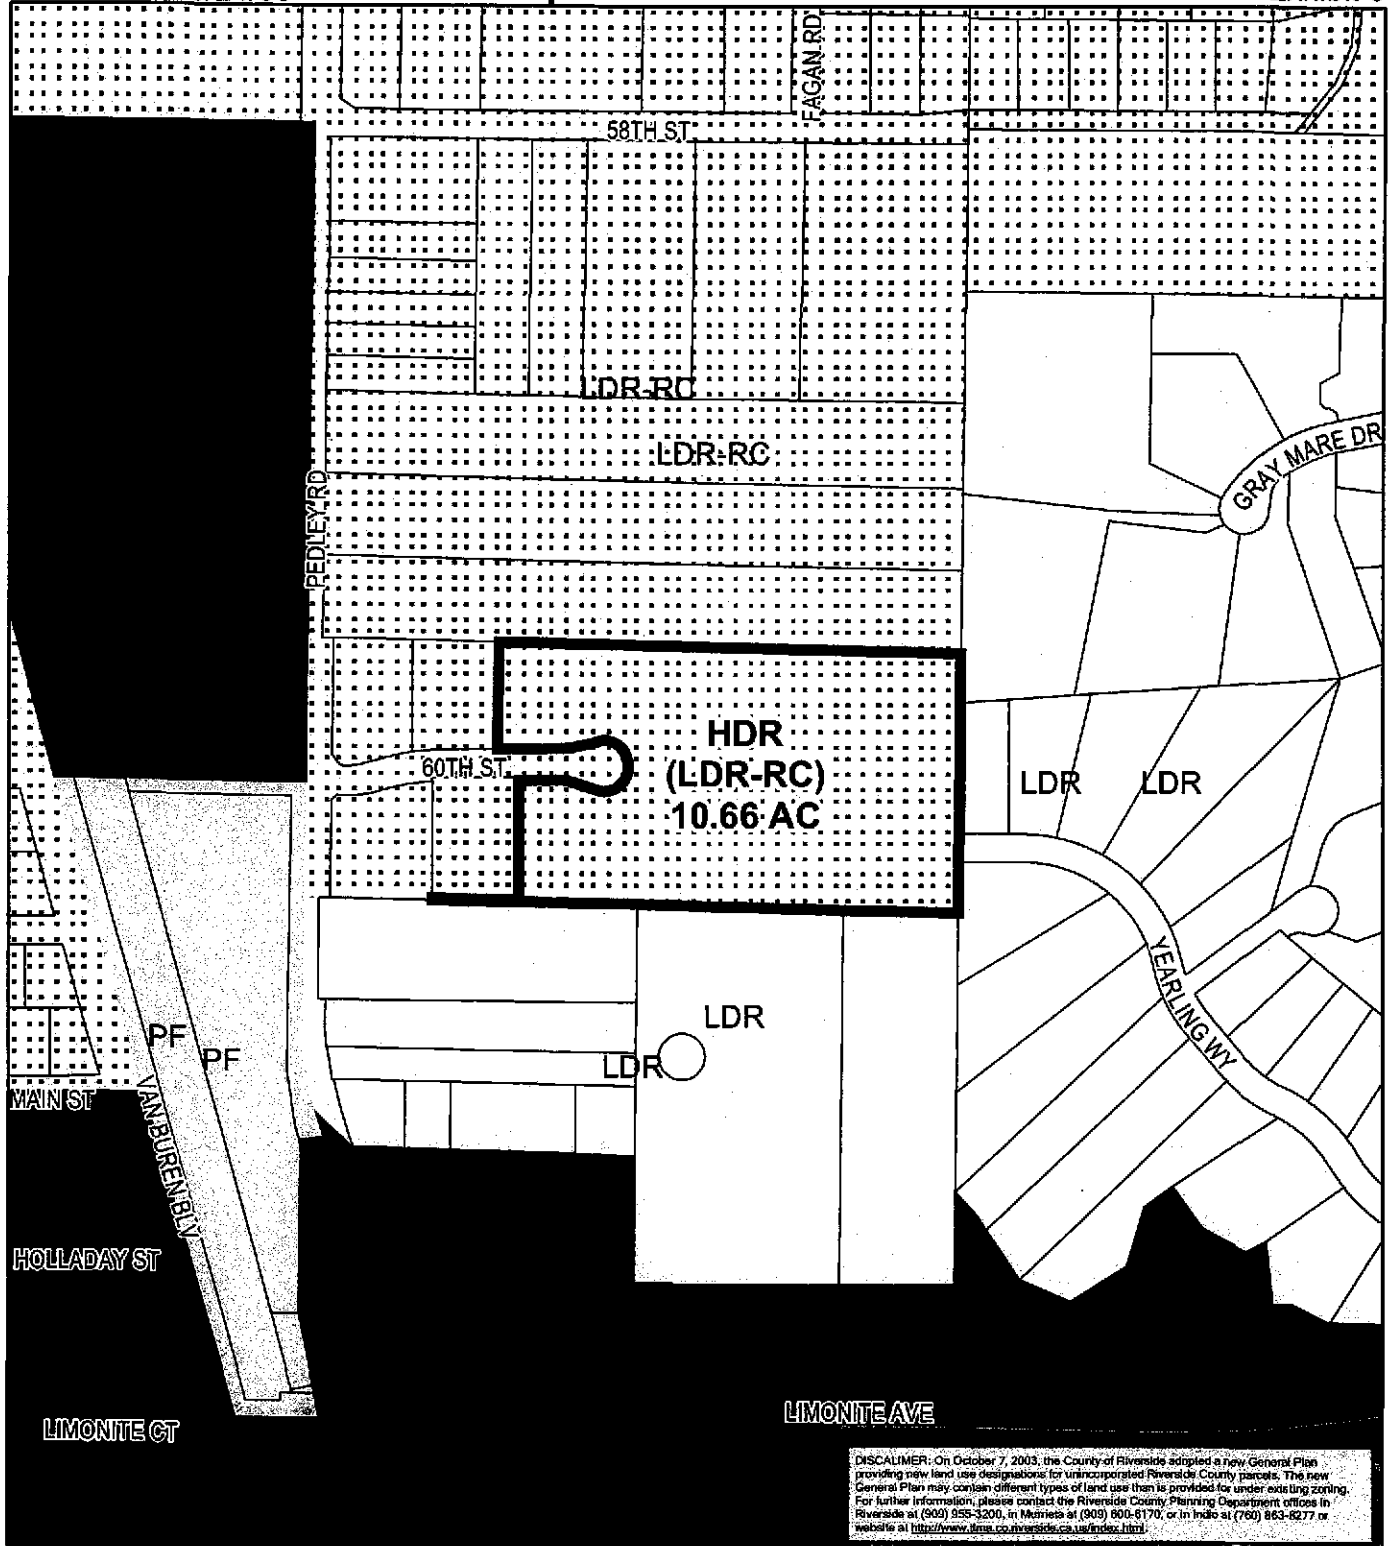 FAGAN RD
58TH ST
LDR-RC
LDR-RC
GRAY MARE DR
PEDLEY RD
HDR
(LDR-RC)
10.66 AC
60TH ST
LDR
LDR
YEARLING WY
LDR
LDR
PF
PF
MAIN ST
VAN BUREN BLV
HOLLADAY ST
LIMONITE AVE
LIMONITE CT
DISCALIMER: On October 7, 2003, the County of Riverside adopted a new General Plan
providing new land use designations for unincorporated Riverside County parcels. The new
General Plan may contain different types of land use than is provided for under existing zoning.
For further information, please contact the Riverside County Planning Department offices in
Riverside at (909) 955-3200, in Murrieta at (909) 600-6170, or in Indio at (760) 863-8277 or
website at http://www.tlma.co.riverside.ca.us/index.html.